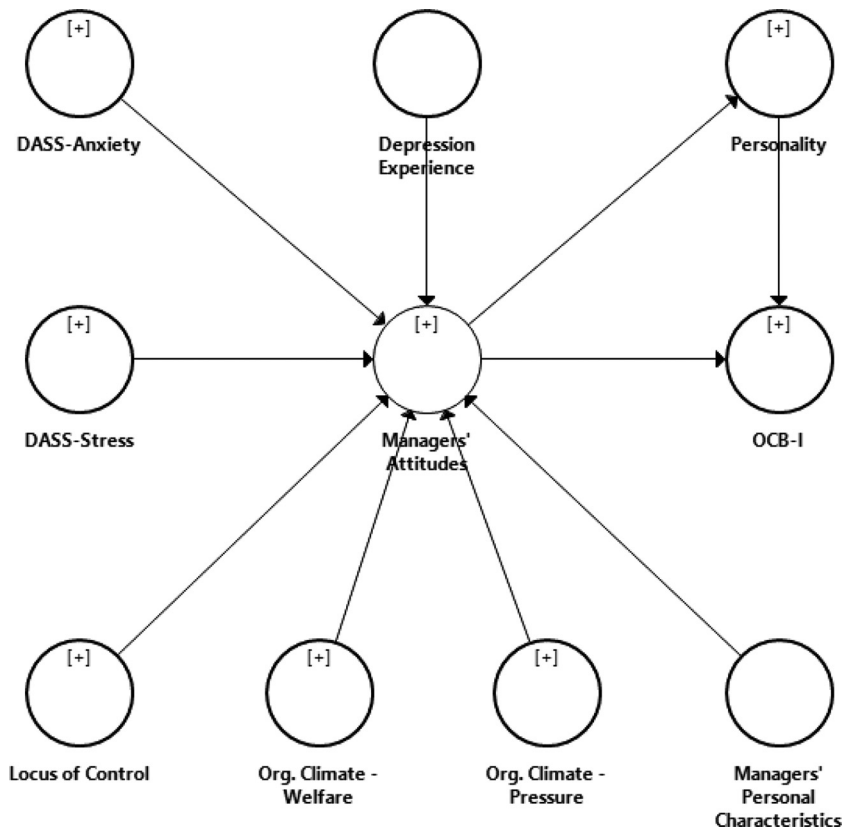 [+]
[+]
DASS-Anxiety
Depression
Experience
Personality
[+]
[+]
[+]
DASS-Stress
Managers'
Attitudes
OCB-I
[+]
[+]
[+]
Locus of Control
Org. Climate -
Welfare
Org. Climate -
Pressure
Managers'
Personal
Characteristics